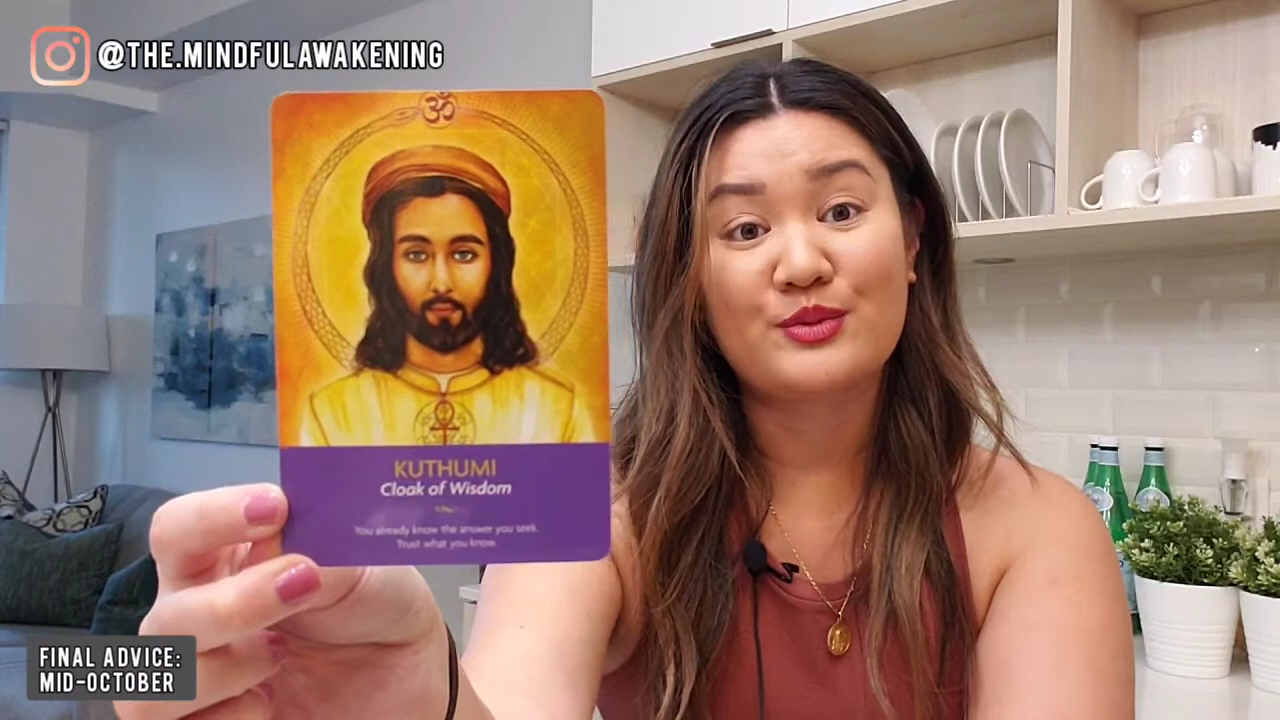 @THE.MINDFULAWAKENING
ॐ
KUTHUMI
Cloak of Wisdom
You already know the answer you seek.
Trust what you know.
FINAL ADVICE:
MID-OCTOBER